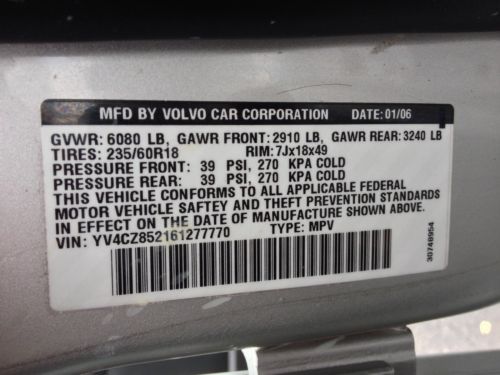 MFD BY VOLVO CAR CORPORATION DATE: 01/06
GVWR: 6080 LB, GAWR FRONT: 2910 LB, GAWR REAR: 3240 LB
TIRES: 235/60R18 RIM: 7Jx18x49
PRESSURE FRONT: 39 PSI, 270 KPA COLD
PRESSURE REAR: 39 PSI, 270 KPA COLD
THIS VEHICLE CONFORMS TO ALL APPLICABLE FEDERAL
MOTOR VEHICLE SAFTEY AND THEFT PREVENTION STANDARDS
IN EFFECT ON THE DATE OF MANUFACTURE SHOWN ABOVE.
VIN: YV4CZ852161277770 TYPE: MPV
30748954